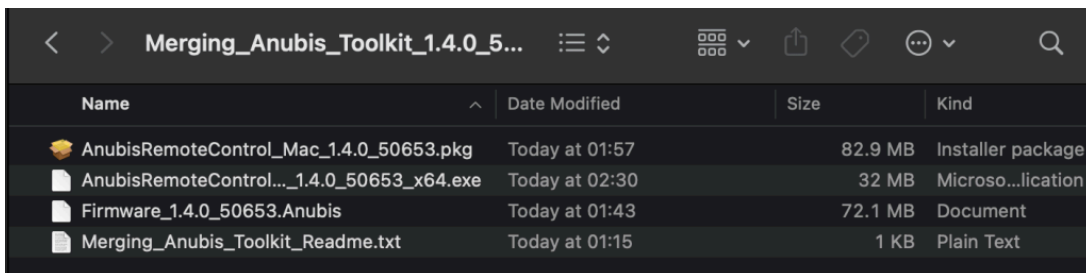 Merging_Anubis_Toolkit_1.4.0_5...
Name Date Modified Size Kind
AnubisRemoteControl_Mac_1.4.0_50653.pkg Today at 01:57 82.9 MB Installer package
AnubisRemoteControl..._1.4.0_50653_x64.exe Today at 02:30 32 MB Microso...lication
Firmware_1.4.0_50653.Anubis Today at 01:43 72.1 MB Document
Merging_Anubis_Toolkit_Readme.txt Today at 01:15 1 KB Plain Text